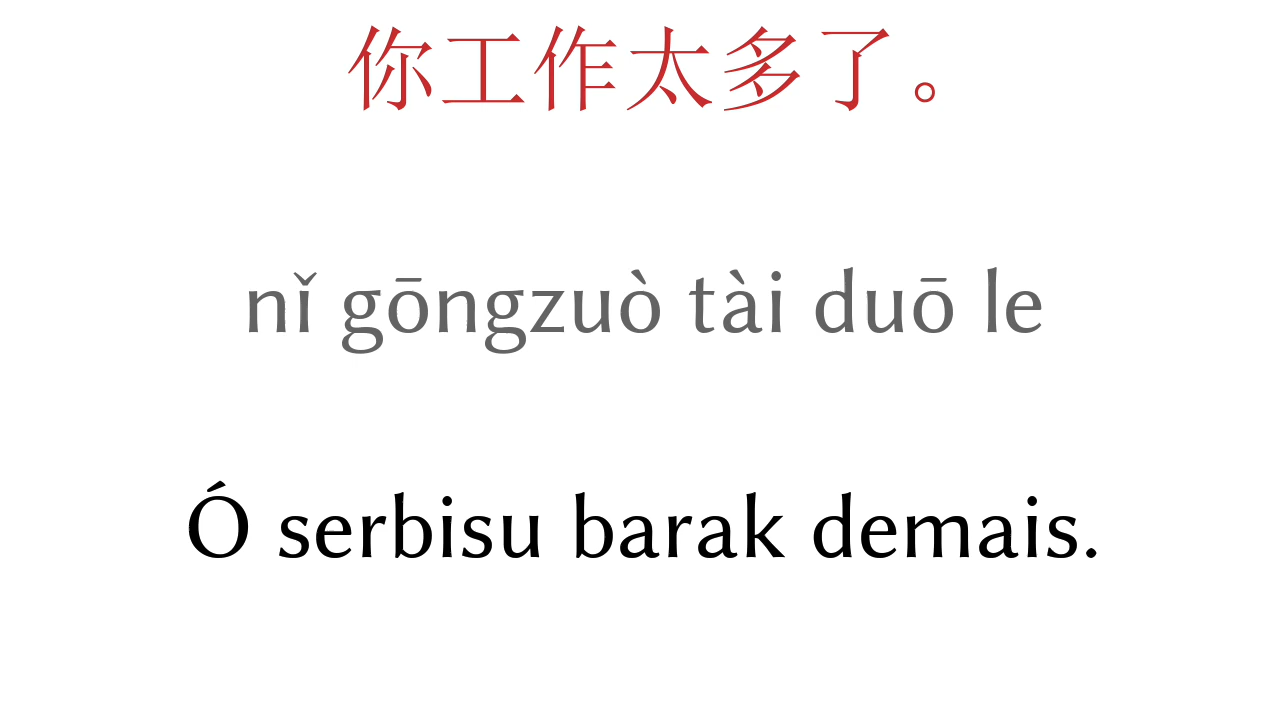 你工作太多了。
nǐ gōngzuò tài duō le
Ó serbisu barak demais.